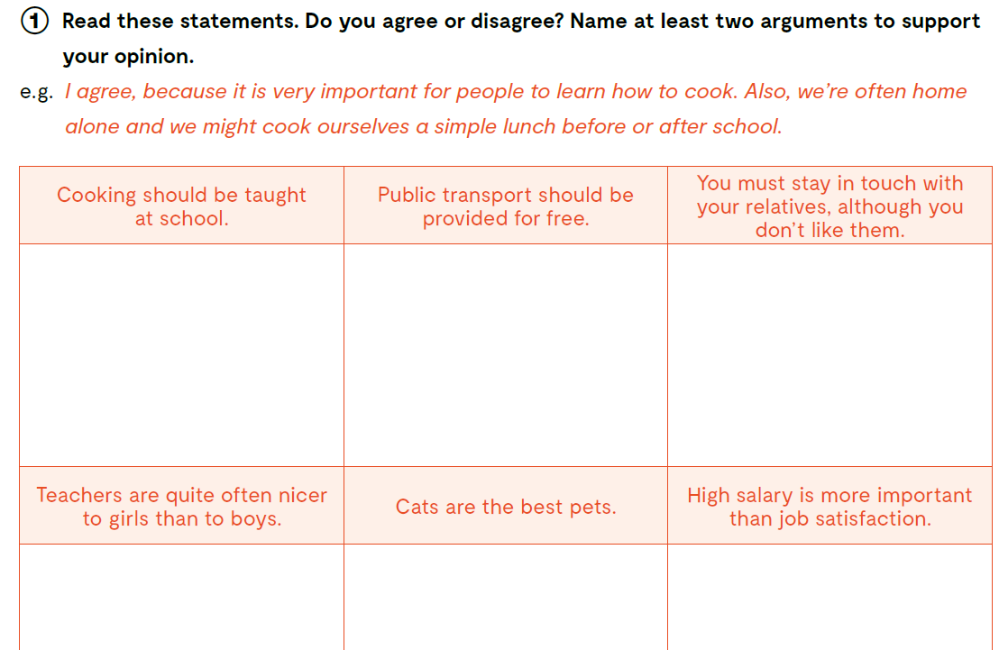 1 Read these statements. Do you agree or disagree? Name at least two arguments to support
your opinion.
e.g. I agree, because it is very important for people to learn how to cook. Also, we’re often home
alone and we might cook ourselves a simple lunch before or after school.
Cooking should be taught
at school.
Public transport should be
provided for free.
You must stay in touch with
your relatives, although you
don’t like them.
Teachers are quite often nicer
to girls than to boys.
Cats are the best pets.
High salary is more important
than job satisfaction.